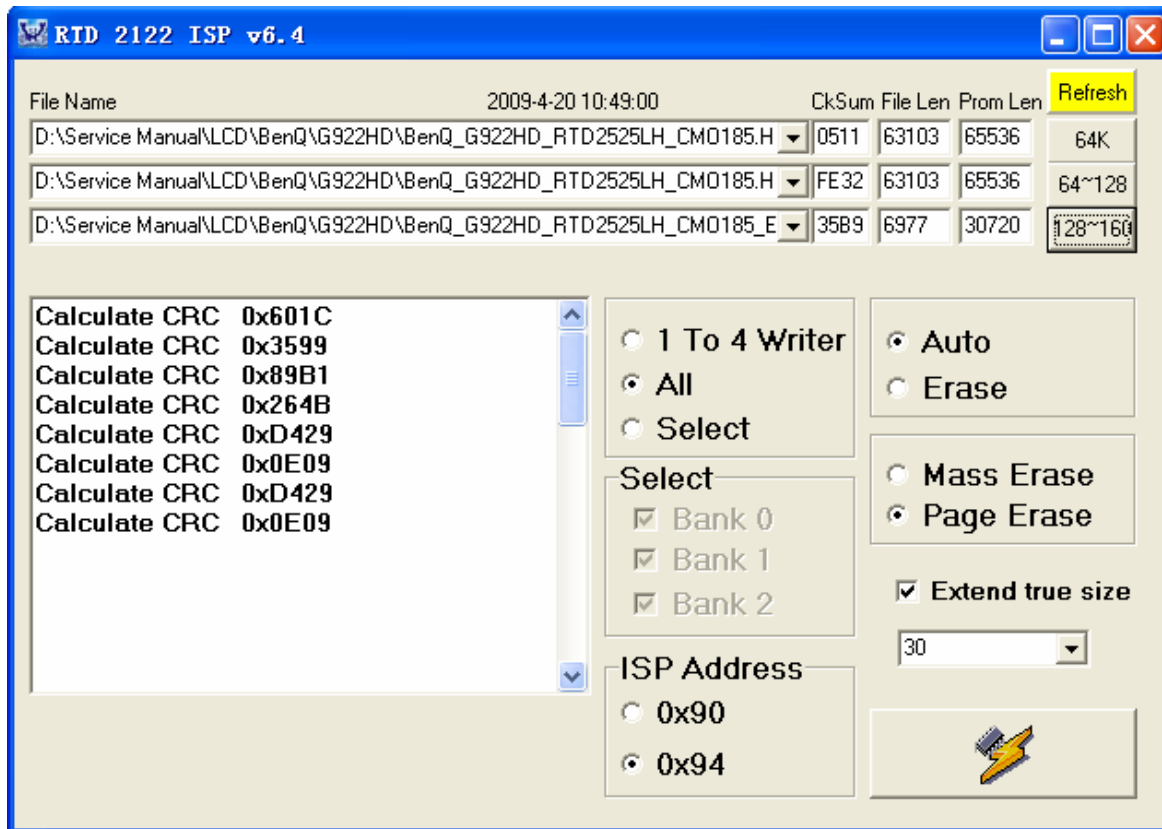 RTD 2122 ISP v6.4
File Name 2009-4-20 10:49:00 CkSum File Len Prom Len Refresh
D:\Service Manual\LCD\BenQ\G922HD\BenQ_G922HD_RTD2525LH_CMO185.H 0511 63103 65536 64K
D:\Service Manual\LCD\BenQ\G922HD\BenQ_G922HD_RTD2525LH_CMO185.H FE32 63103 65536 64~128
D:\Service Manual\LCD\BenQ\G922HD\BenQ_G922HD_RTD2525LH_CMO185_E 35B9 6977 30720 128~160
Calculate CRC 0x601C
Calculate CRC 0x3599
Calculate CRC 0x89B1
Calculate CRC 0x264B
Calculate CRC 0xD429
Calculate CRC 0x0E09
Calculate CRC 0xD429
Calculate CRC 0x0E09
1 To 4 Writer
All
Select
Select
Bank 0
Bank 1
Bank 2
ISP Address
0x90
0x94
Auto
Erase
Mass Erase
Page Erase
Extend true size
30